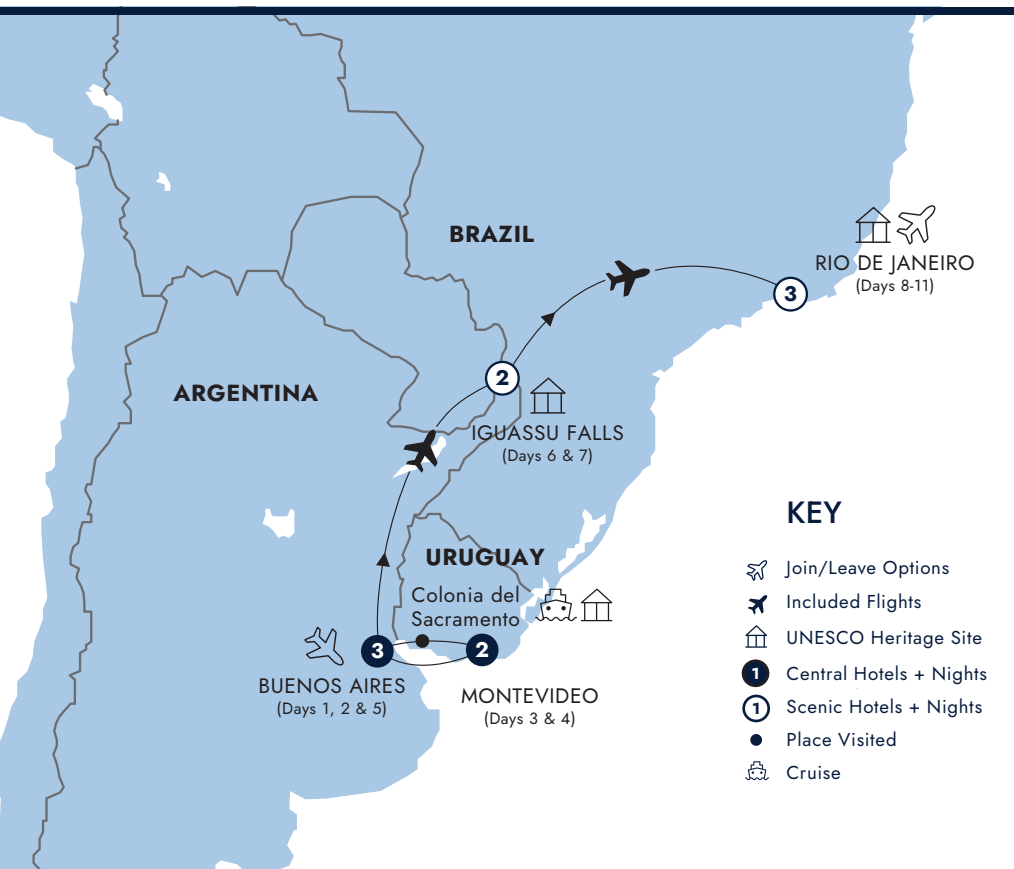 BRAZIL
RIO DE JANEIRO
(Days 8-11)
3
2
ARGENTINA
IGUASSU FALLS
(Days 6 & 7)
URUGUAY
Colonia del
Sacramento
3
2
BUENOS AIRES
(Days 1, 2 & 5)
MONTEVIDEO
(Days 3 & 4)
KEY
Join/Leave Options
Included Flights
UNESCO Heritage Site
1 Central Hotels + Nights
1 Scenic Hotels + Nights
Place Visited
Cruise